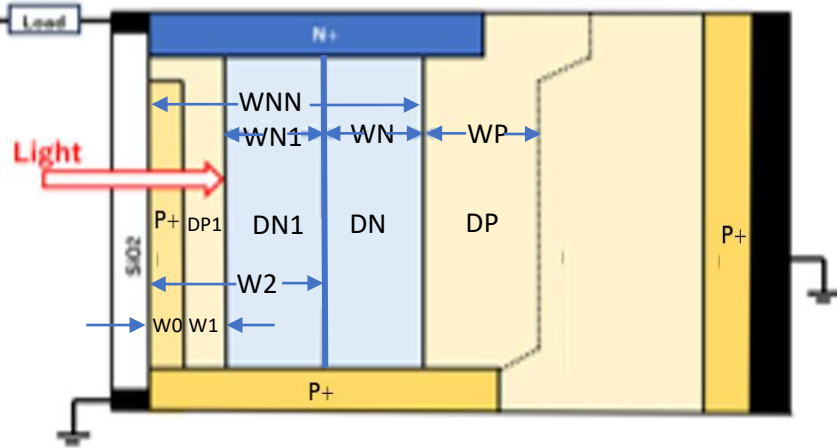 Load
N+
WNN
WN1
WN
WP
Light
P+
DP1
DN1
DN
DP
P+
SiO2
W2
W0
W1
P+